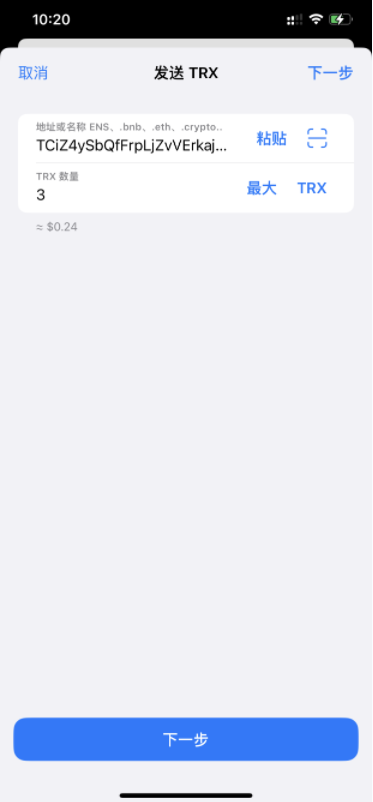 10:20
取消 发送 TRX 下一步
地址或名称 ENS、.bnb、.eth、.crypto..
TCiZ4ySbQfFrpLjZvVErkaj... 粘贴
TRX 数量
3 最大 TRX
≈ $0.24
下一步